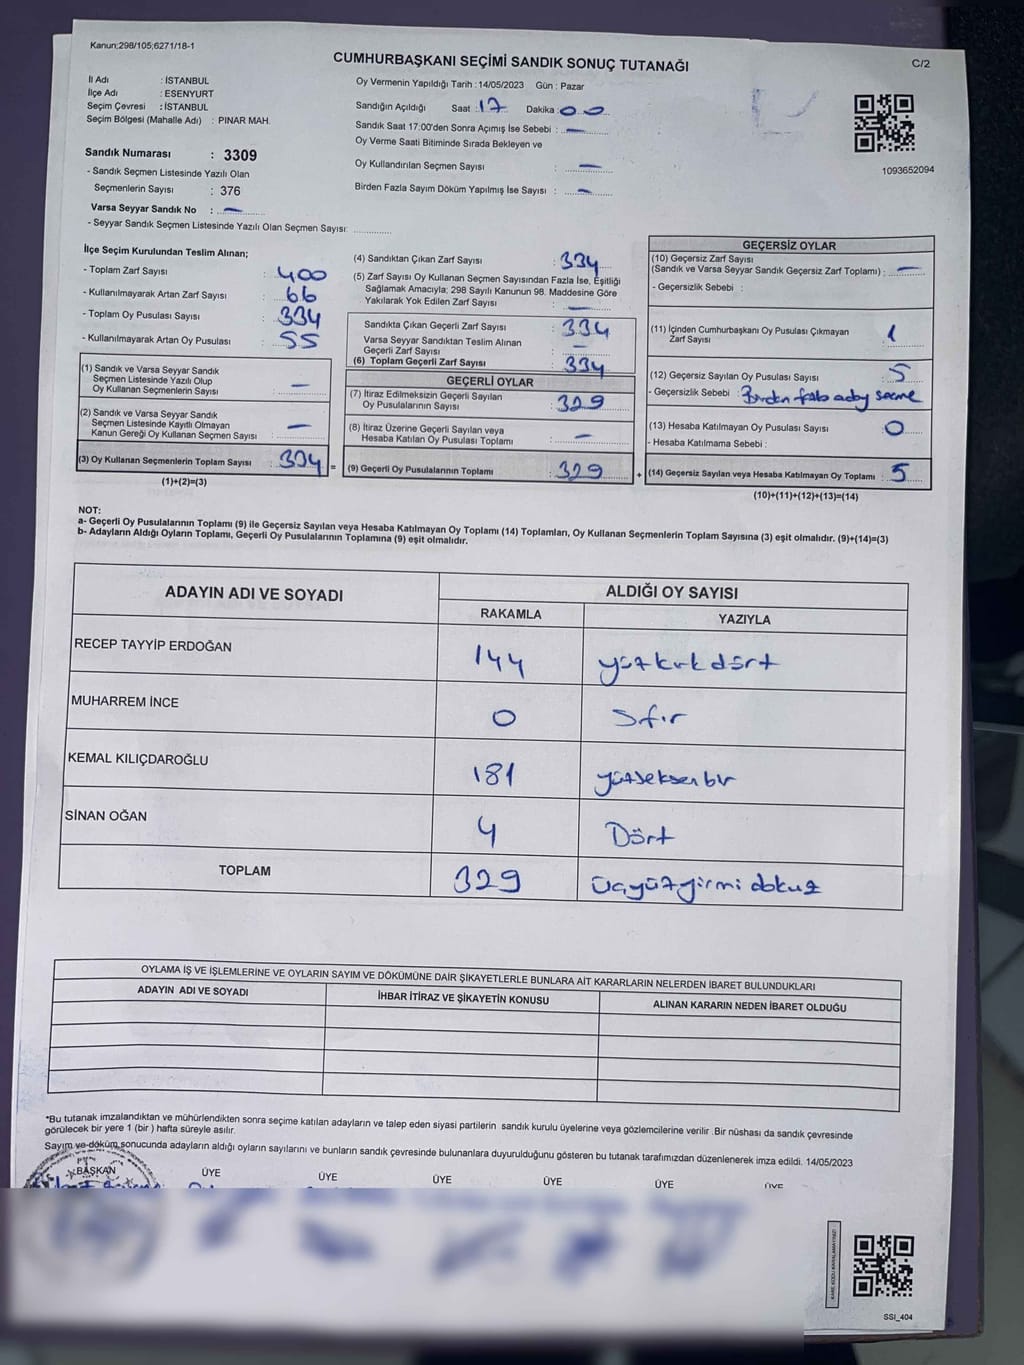 Kanun;298/105;6271/18-1
CUMHURBAŞKANI SEÇİMİ SANDIK SONUÇ TUTANAĞI
C/2
İl Adı : İSTANBUL
İlçe Adı : ESENYURT
Seçim Çevresi : İSTANBUL
Seçim Bölgesi (Mahalle Adı) : PINAR MAH.
Sandık Numarası : 3309
- Sandık Seçmen Listesinde Yazılı Olan
Seçmenlerin Sayısı : 376
Varsa Seyyar Sandık No : —
- Seyyar Sandık Seçmen Listesinde Yazılı Olan Seçmen Sayısı:
Oy Vermenin Yapıldığı Tarih : 14/05/2023 Gün : Pazar
Sandığın Açıldığı Saat : 17 Dakika : 00
Sandık Saat 17:00'den Sonra Açımış İse Sebebi : —
Oy Verme Saati Bitiminde Sırada Bekleyen ve
Oy Kullandırılan Seçmen Sayısı : —
Birden Fazla Sayım Döküm Yapılmış İse Sayısı : —
1093652094
İlçe Seçim Kurulundan Teslim Alınan;
- Toplam Zarf Sayısı : 400
- Kullanılmayarak Artan Zarf Sayısı : 66
- Toplam Oy Pusulası Sayısı : 334
- Kullanılmayarak Artan Oy Pusulası : 55
(1) Sandık ve Varsa Seyyar Sandık
Seçmen Listesinde Yazılı Olup
Oy Kullanan Seçmenlerin Sayısı : —
(2) Sandık ve Varsa Seyyar Sandık
Seçmen Listesinde Kayıtlı Olmayan
Kanun Gereği Oy Kullanan Seçmen Sayısı : —
(3) Oy Kullanan Seçmenlerin Toplam Sayısı : 334 =
(1)+(2)=(3)
(4) Sandıktan Çıkan Zarf Sayısı : 334
(5) Zarf Sayısı Oy Kullanan Seçmen Sayısından Fazla İse, Eşitliği
Sağlamak Amacıyla; 298 Sayılı Kanunun 98. Maddesine Göre
Yakılarak Yok Edilen Zarf Sayısı : —
Sandıkta Çıkan Geçerli Zarf Sayısı : 334
Varsa Seyyar Sandıktan Teslim Alınan
Geçerli Zarf Sayısı : —
(6) Toplam Geçerli Zarf Sayısı : 334
GEÇERLİ OYLAR
(7) İtiraz Edilmeksizin Geçerli Sayılan
Oy Pusulalarının Sayısı : 329
(8) İtiraz Üzerine Geçerli Sayılan veya
Hesaba Katılan Oy Pusulası Toplamı : —
(9) Geçerli Oy Pusulalarının Toplamı : 329 +
GEÇERSİZ OYLAR
(10) Geçersiz Zarf Sayısı
(Sandık ve Varsa Seyyar Sandık Geçersiz Zarf Toplamı) : —
- Geçersizlik Sebebi :
(11) İçinden Cumhurbaşkanı Oy Pusulası Çıkmayan
Zarf Sayısı : 1
(12) Geçersiz Sayılan Oy Pusulası Sayısı : 5
- Geçersizlik Sebebi : Birden fazla aday seçme
(13) Hesaba Katılmayan Oy Pusulası Sayısı : 0
- Hesaba Katılmama Sebebi :
(14) Geçersiz Sayılan veya Hesaba Katılmayan Oy Toplamı : 5
(10)+(11)+(12)+(13)=(14)
NOT:
a- Geçerli Oy Pusulalarının Toplamı (9) ile Geçersiz Sayılan veya Hesaba Katılmayan Oy Toplamı (14) Toplamları, Oy Kullanan Seçmenlerin Toplam Sayısına (3) eşit olmalıdır. (9)+(14)=(3)
b- Adayların Aldığı Oyların Toplamı, Geçerli Oy Pusulalarının Toplamına (9) eşit olmalıdır.
ADAYIN ADI VE SOYADI
ALDIĞI OY SAYISI
RAKAMLA YAZIYLA
RECEP TAYYİP ERDOĞAN 144 yüzkırkdört
MUHARREM İNCE 0 Sıfır
KEMAL KILIÇDAROĞLU 181 yüzseksenbir
SİNAN OĞAN 4 Dört
TOPLAM 329 üçyüzyirmidokuz
OYLAMA İŞ VE İŞLEMLERİNE VE OYLARIN SAYIM VE DÖKÜMÜNE DAİR ŞİKAYETLERLE BUNLARA AİT KARARLARIN NELERDEN İBARET BULUNDUKLARI
ADAYIN ADI VE SOYADI
İHBAR İTİRAZ VE ŞİKAYETİN KONUSU
ALINAN KARARIN NEDEN İBARET OLDUĞU
*Bu tutanak imzalandıktan ve mühürlendikten sonra seçime katılan adayların ve talep eden siyasi partilerin sandık kurulu üyelerine veya gözlemcilerine verilir. Bir nüshası da sandık çevresinde
görülecek bir yere 1 (bir ) hafta süreyle asılır.
Sayım ve döküm sonucunda adayların aldığı oyların sayılarını ve bunların sandık çevresinde bulunanlara duyurulduğunu gösteren bu tutanak tarafımızdan düzenlenerek imza edildi. 14/05/2023
BAŞKAN ÜYE ÜYE ÜYE ÜYE ÜYE ÜYE
SSI_404